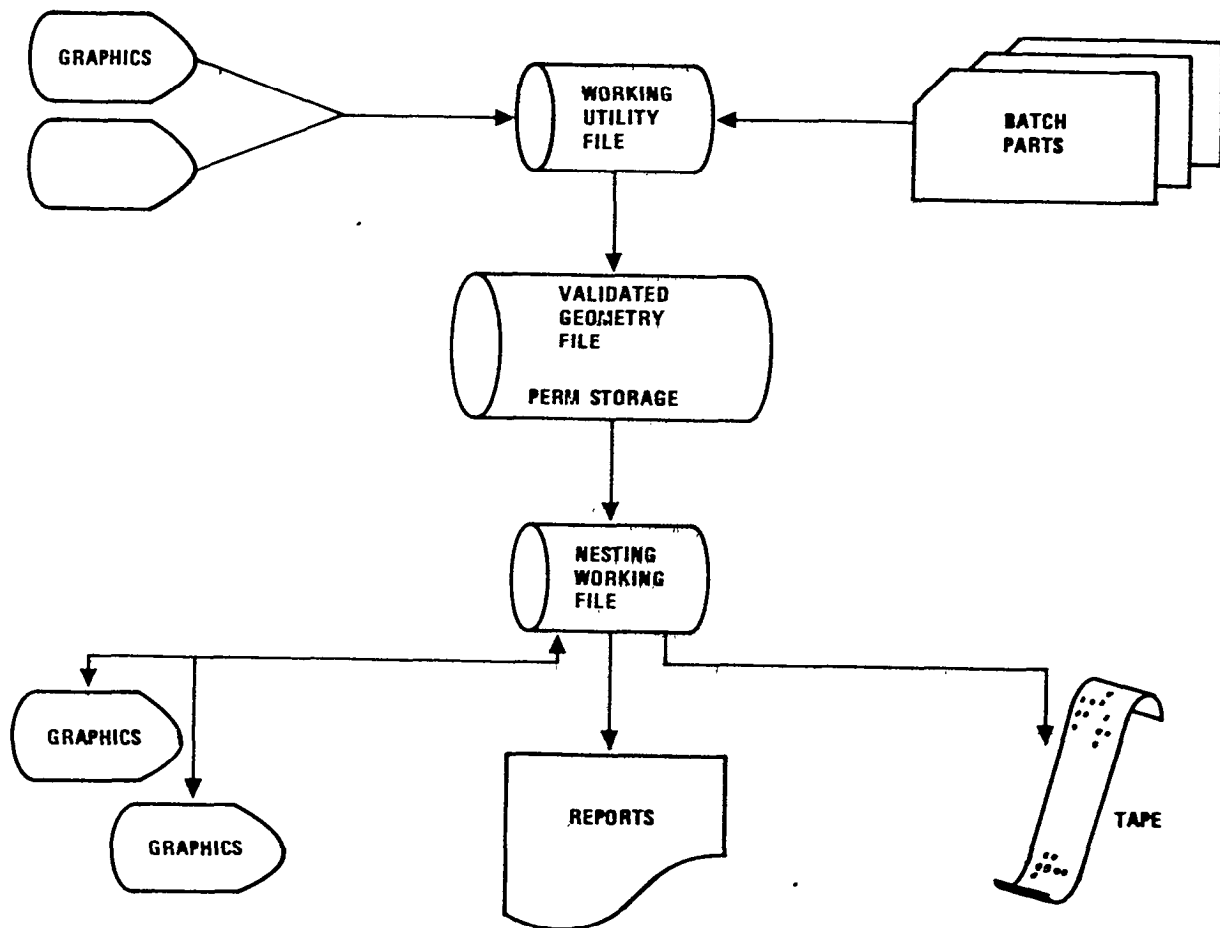 GRAPHICS
WORKING
UTILITY
FILE
BATCH
PARTS
VALIDATED
GEOMETRY
FILE
PERM STORAGE
NESTING
WORKING
FILE
GRAPHICS
GRAPHICS
REPORTS
TAPE